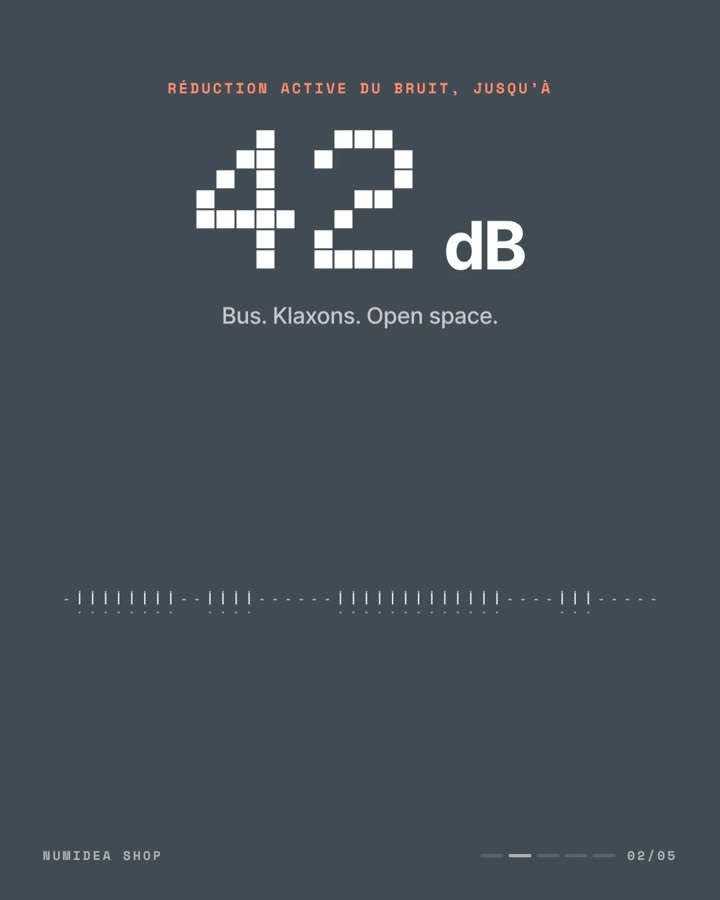 RÉDUCTION ACTIVE DU BRUIT, JUSQU'À
42 dB
Bus. Klaxons. Open space.
NUMIDEA SHOP
02/05